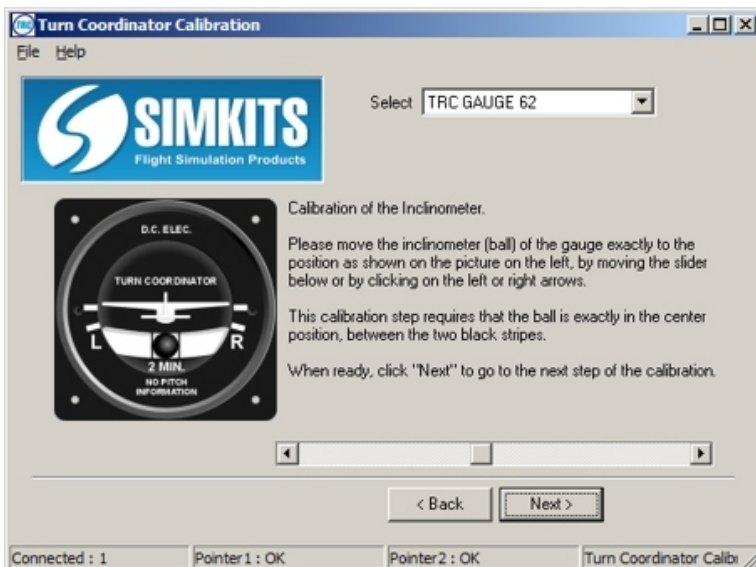 TRC Turn Coordinator Calibration
File Help
SIMKITS
Flight Simulation Products
Select TRC GAUGE 62
D.C. ELEC.
TURN COORDINATOR
L R
2 MIN.
NO PITCH
INFORMATION
Calibration of the Inclinometer.
Please move the inclinometer (ball) of the gauge exactly to the
position as shown on the picture on the left, by moving the slider
below or by clicking on the left or right arrows.
This calibration step requires that the ball is exactly in the center
position, between the two black stripes.
When ready, click "Next" to go to the next step of the calibration.
< Back Next >
Connected : 1 Pointer1 : OK Pointer2 : OK Turn Coordinator Calib